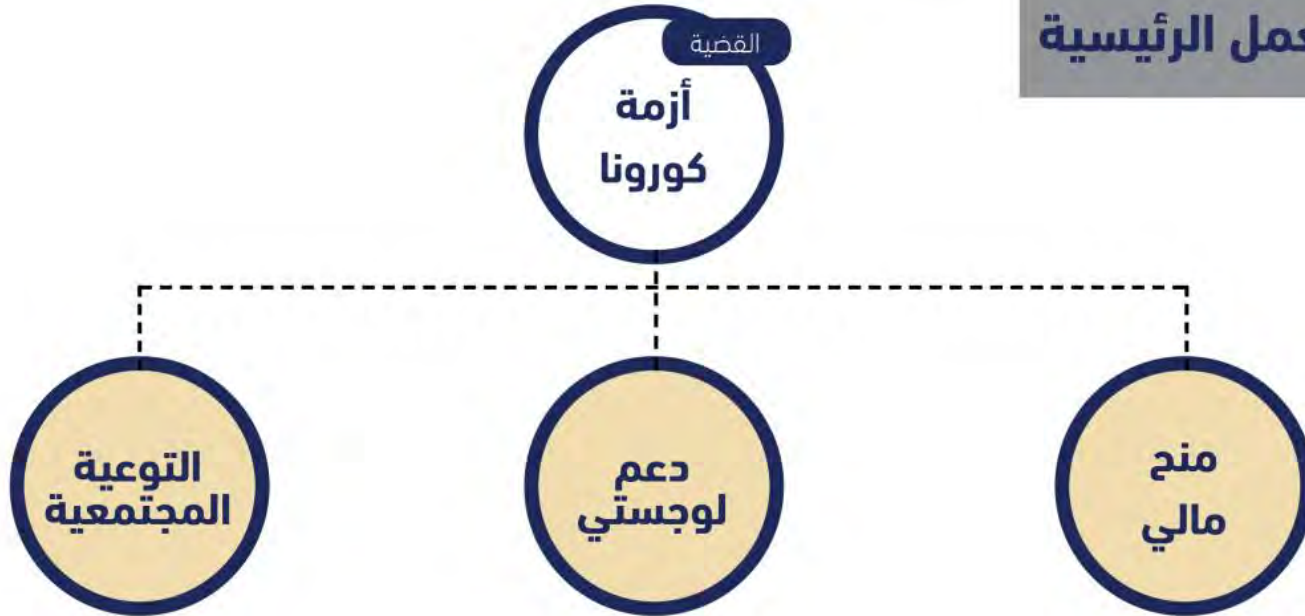 عمل الرئيسية
القضية
أزمة
كورونا
منح
مالي
دعم
لوجستي
التوعية
المجتمعية